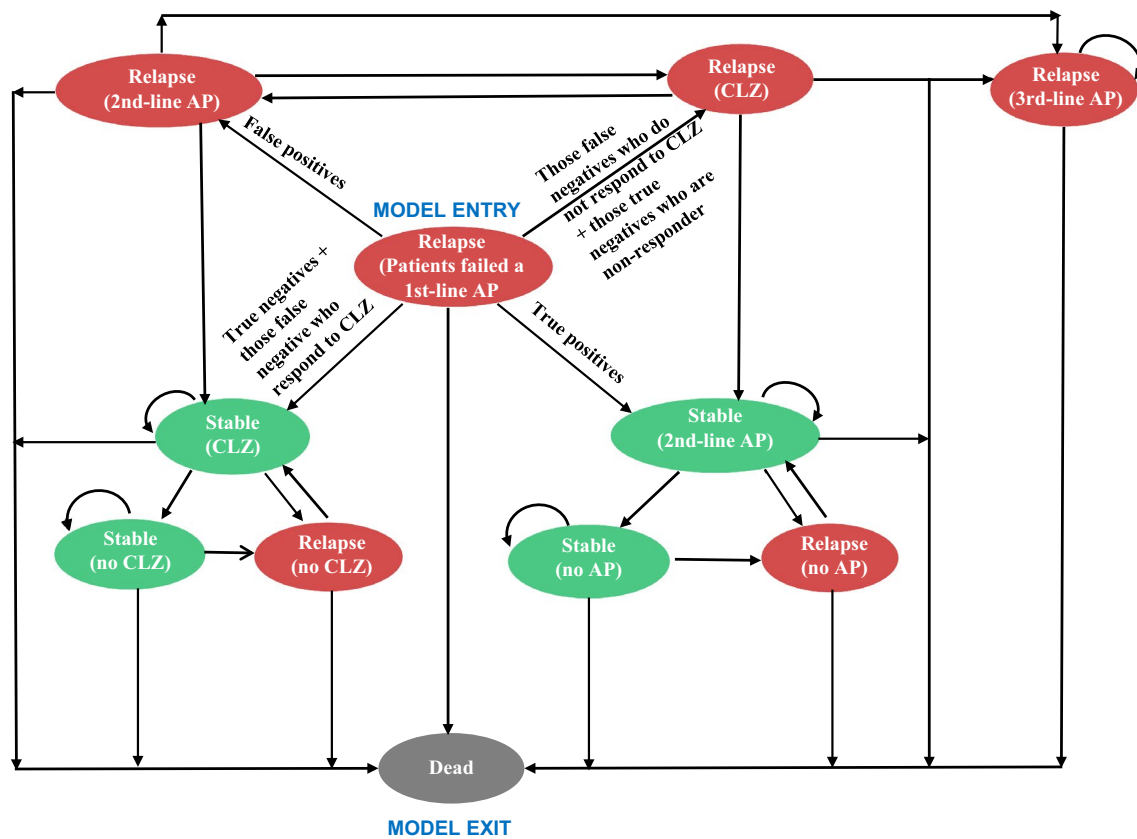 Relapse
(2nd-line AP)
Relapse
(CLZ)
Relapse
(3rd-line AP)
False positives
Those false
negatives who do
not respond to CLZ
+ those true
negatives who are
non-responder
MODEL ENTRY
Relapse
(Patients failed a
1st-line AP
True negatives +
those false
negative who
respond to CLZ
True positives
Stable
(CLZ)
Stable
(2nd-line AP)
Stable
(no CLZ)
Relapse
(no CLZ)
Stable
(no AP)
Relapse
(no AP)
Dead
MODEL EXIT